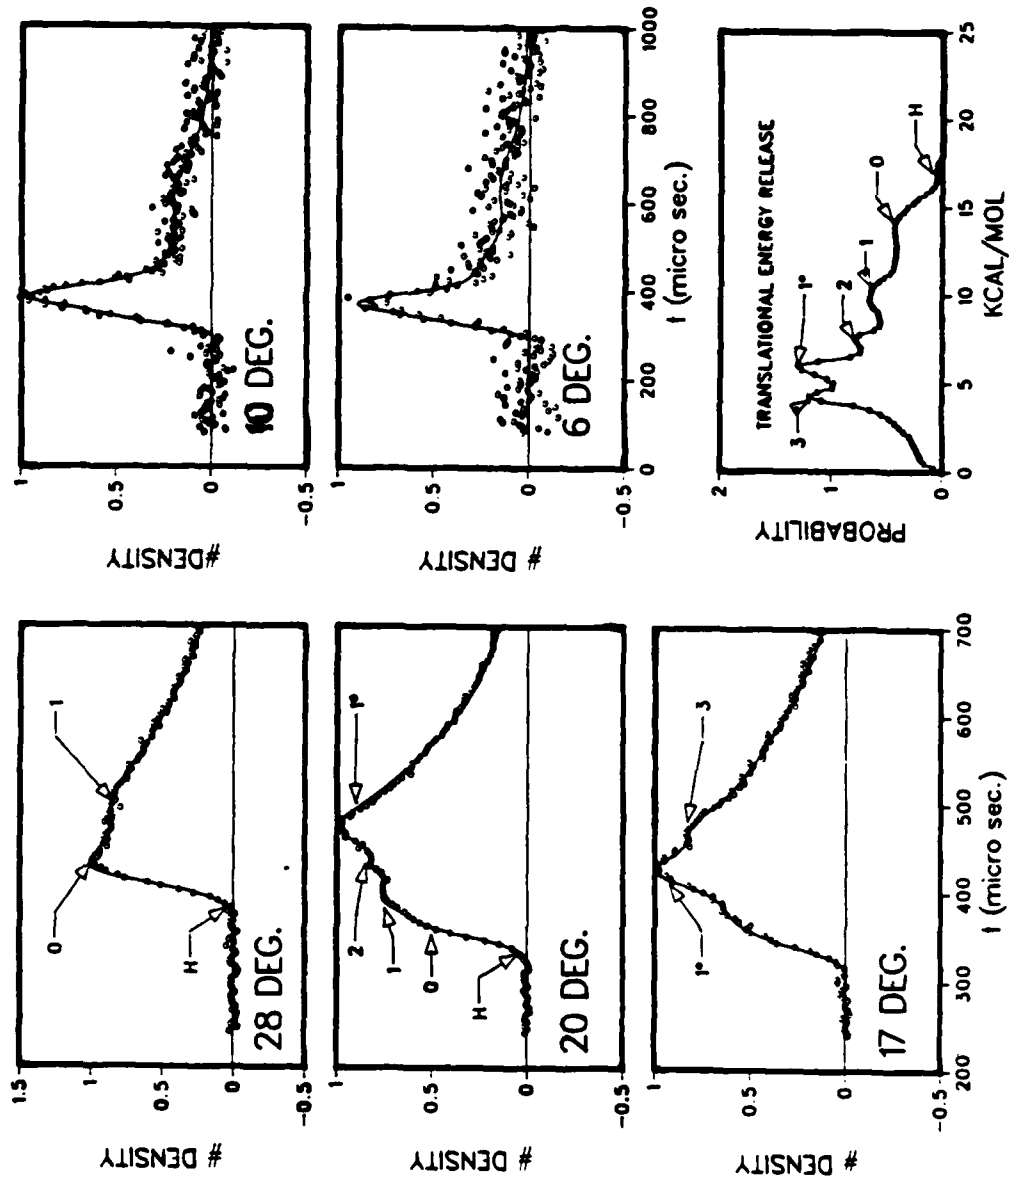 # DENSITY
1.5
1
0.5
0
-0.5
0
1
H
28 DEG.
# DENSITY
1
0.5
0
-0.5
2
1
0
H
1°
20 DEG.
# DENSITY
1
0.5
0
-0.5
1°
3
17 DEG.
200 300 400 500 600 700
t (micro sec.)
# DENSITY
1
0.5
0
-0.5
10 DEG.
# DENSITY
1
0.5
0
-0.5
6 DEG.
0 200 400 600 800 1000
t (micro sec.)
PROBABILITY
2
1
0
TRANSLATIONAL ENERGY RELEASE
3
1°
2
1
0
H
0 5 10 15 20 25
KCAL/MOL